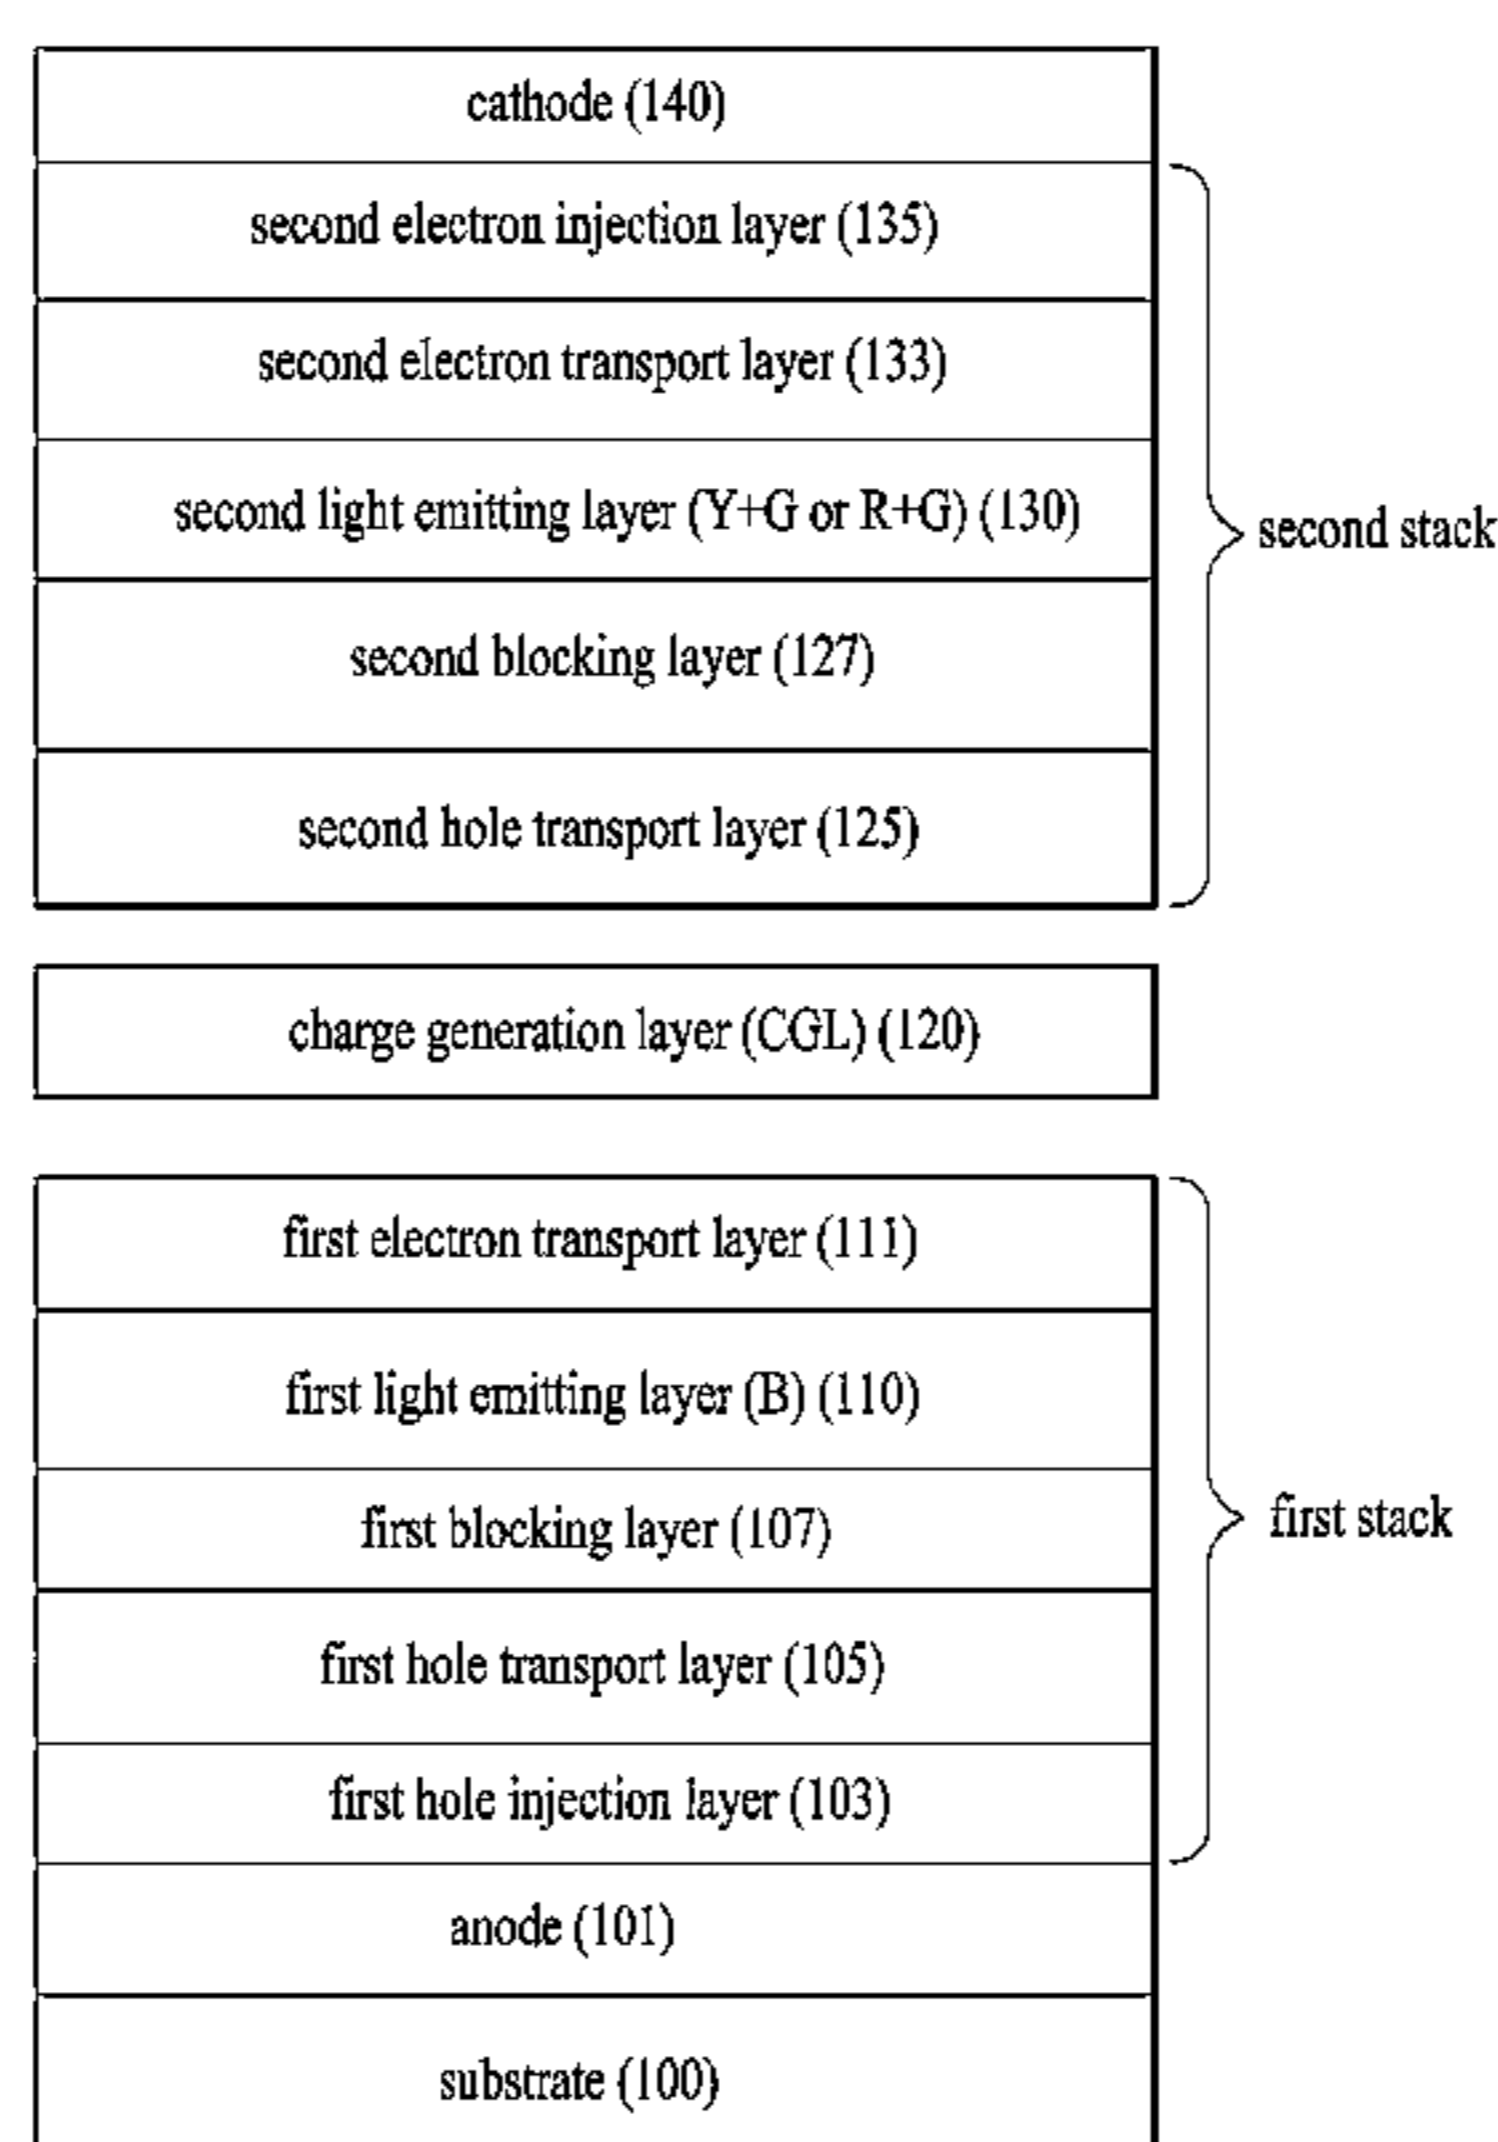 cathode (140)
second electron injection layer (135)
second electron transport layer (133)
second light emitting layer (Y+G or R+G) (130)
second stack
second blocking layer (127)
second hole transport layer (125)
charge generation layer (CGL) (120)
first electron transport layer (111)
first light emitting layer (B) (110)
first blocking layer (107)
first stack
first hole transport layer (105)
first hole injection layer (103)
anode (101)
substrate (100)